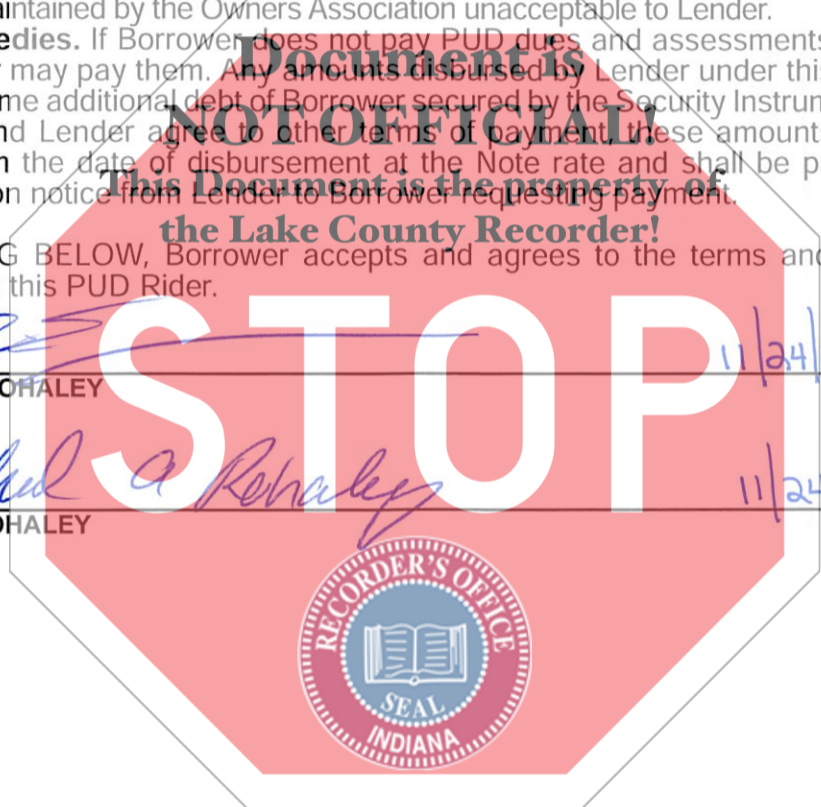 aintained by the Owners Association unacceptable to Lender.
edies. If Borrower does not pay PUD dues and assessments
Document is
may pay them. Any amounts disbursed by Lender under this
me additional debt of Borrower secured by the Security Instrum
NOT OFFICIAL!
nd Lender agree to other terms of payment, these amount
n the date of disbursement at the Note rate and shall be p
This Document is the property of
on notice from Lender to Borrower requesting payment.
the Lake County Recorder!
G BELOW, Borrower accepts and agrees to the terms and
this PUD Rider.
STOP
11/24/
OHALEY
A Rohaley 11/24
OHALEY
RECORDER'S OFFICE
SEAL
INDIANA